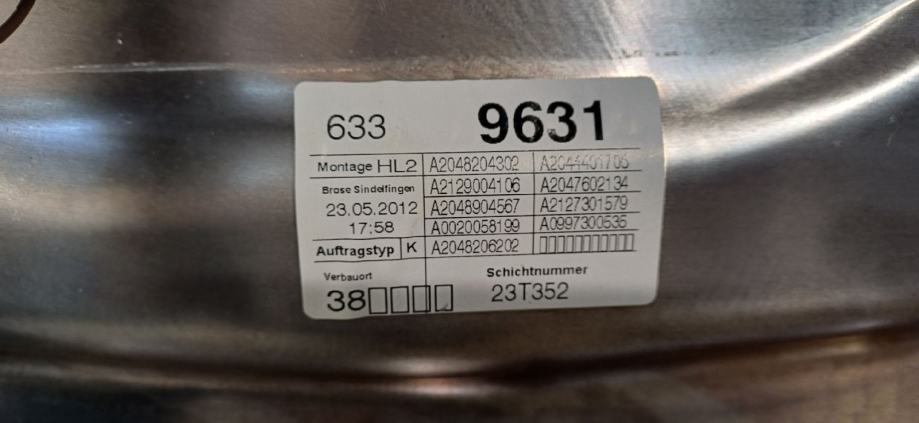 633 9631
Montage HL2 A2048204302
Brose Sindelfingen A2129004106 A2047602134
23.05.2012 A2048904567 A2127301579
17:58 A0020058199 A0997300535
Auftragstyp K A2048206202
Verbauort Schichtnummer
38 23T352